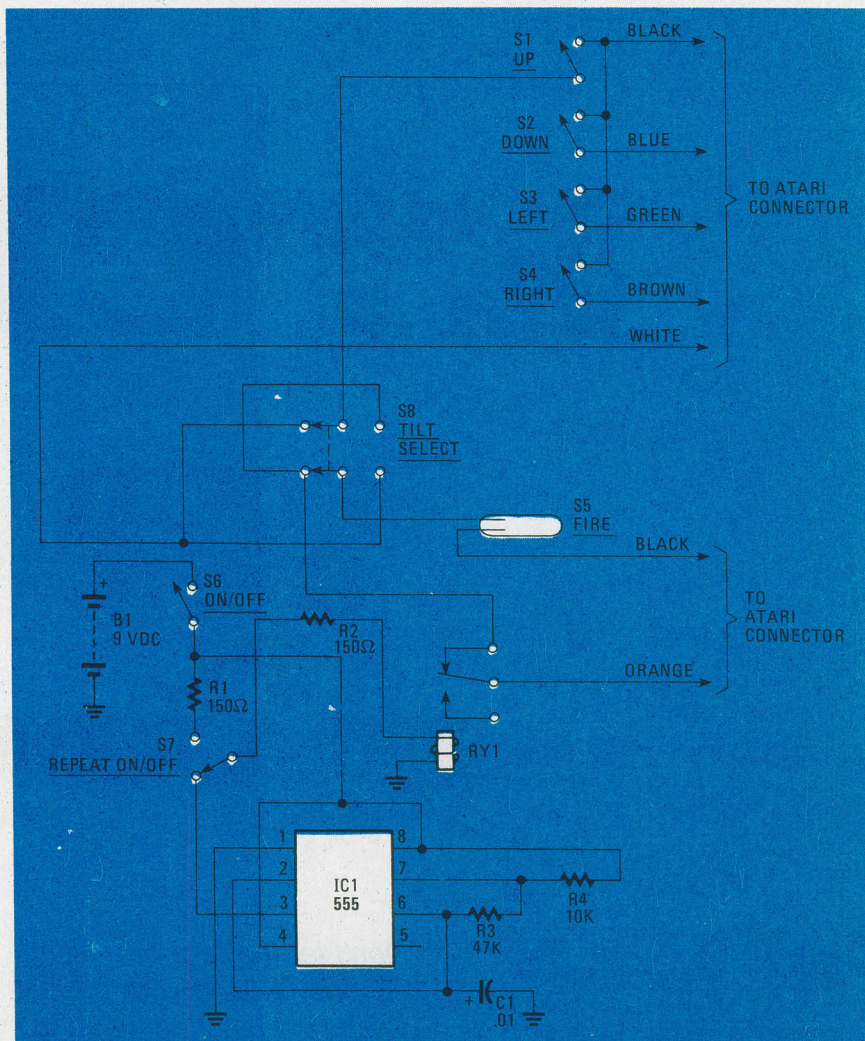 S1
UP
BLACK
S2
DOWN
BLUE
S3
LEFT
GREEN
TO ATARI
CONNECTOR
S4
RIGHT
BROWN
WHITE
S8
TILT
SELECT
S5
FIRE
BLACK
+
S6
ON/OFF
B1
9 VDC
R2
150Ω
TO
ATARI
CONNECTOR
ORANGE
R1
150Ω
S7
REPEAT ON/OFF
RY1
1
8
2
7
IC1
555
R4
10K
3
6
R3
47K
4
5
+
C1
.01